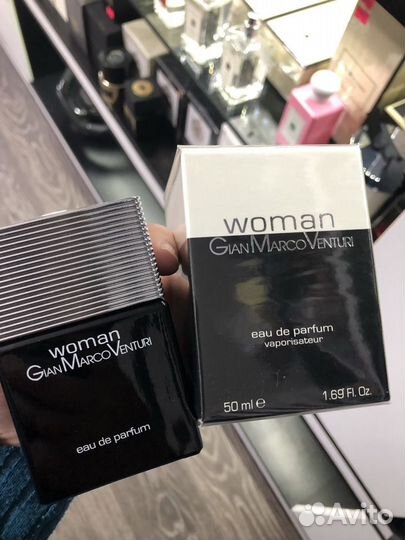 woman
GIANMARCOVENTURI
eau de parfum
woman
GIANMARCOVENTURI
eau de parfum
vaporisateur
50 ml e 1.69 Fl. Oz.
Avito